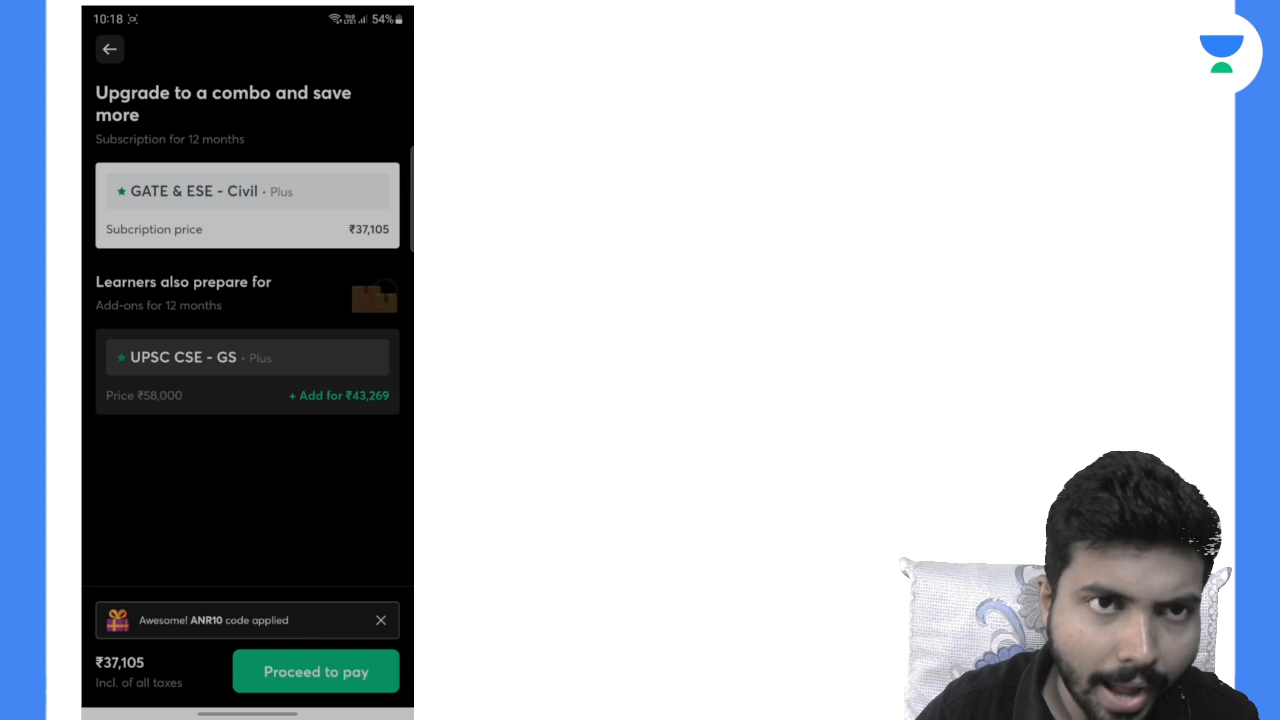 10:18 Vo) LTE1 54%
Upgrade to a combo and save
more
Subscription for 12 months
GATE & ESE - Civil • Plus
Subcription price ₹37,105
Learners also prepare for
Add-ons for 12 months
UPSC CSE - GS • Plus
Price ₹58,000 + Add for ₹43,269
Awesome! ANR10 code applied
₹37,105
Incl. of all taxes
Proceed to pay